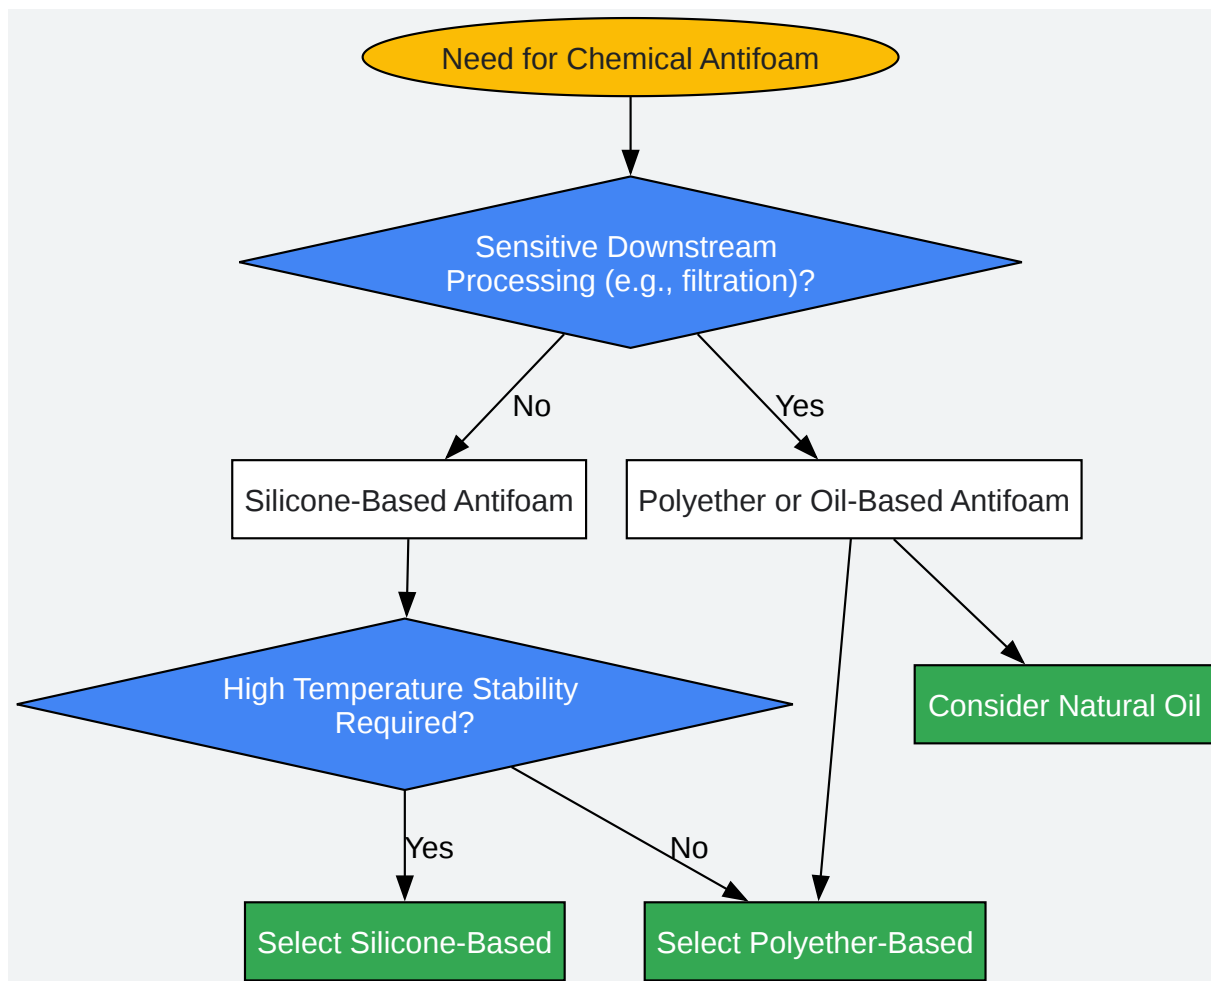 Need for Chemical Antifoam
Sensitive Downstream
Processing (e.g., filtration)?
No
Yes
Silicone-Based Antifoam
Polyether or Oil-Based Antifoam
High Temperature Stability
Required?
Consider Natural Oil
Yes
No
Select Silicone-Based
Select Polyether-Based